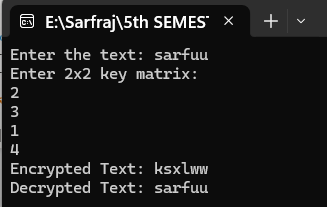 E:\Sarfraj\5th SEMES
Enter the text: sarfuu
Enter 2x2 key matrix:
2
3
1
4
Encrypted Text: ksxlww
Decrypted Text: sarfuu